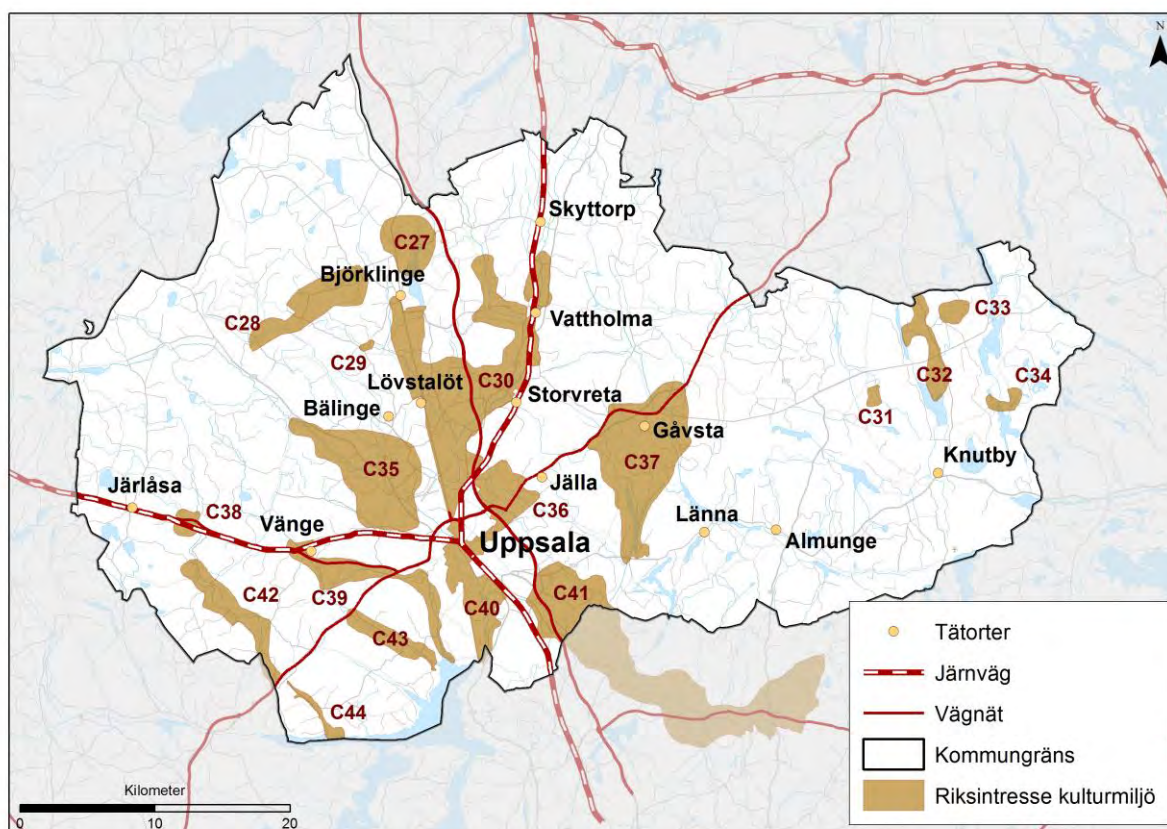 N
Skyttorp
C27
Björklinge
C28
Vattholma
C33
C29
C30
C32
C34
Lövstalöt
Storvreta
C31
Bälinge
Gåvsta
C35
C37
Knutby
Jälla
Järlåsa
C38
C36
Vänge
Länna
Almunge
Uppsala
C42
C39
C40
C41
C43
C44
Tätorter
Järnväg
Vägnät
Kommungräns
Riksintresse kulturmiljö
Kilometer
0 10 20